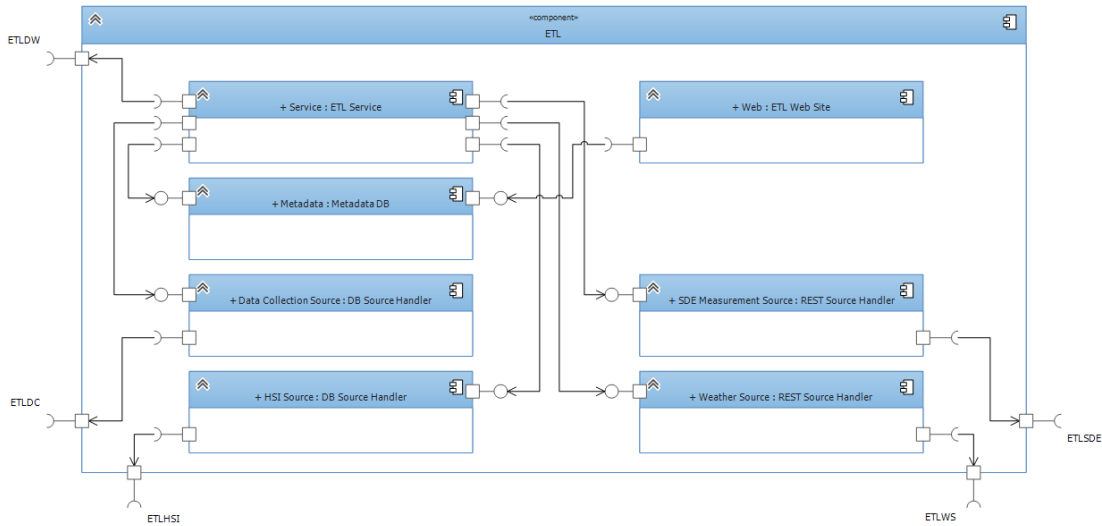 «component»
ETL
ETLDW
+ Service : ETL Service
+ Web : ETL Web Site
+ Metadata : Metadata DB
+ Data Collection Source : DB Source Handler
+ SDE Measurement Source : REST Source Handler
+ HSI Source : DB Source Handler
+ Weather Source : REST Source Handler
ETLDC
ETLSDE
ETLHSI
ETLWS